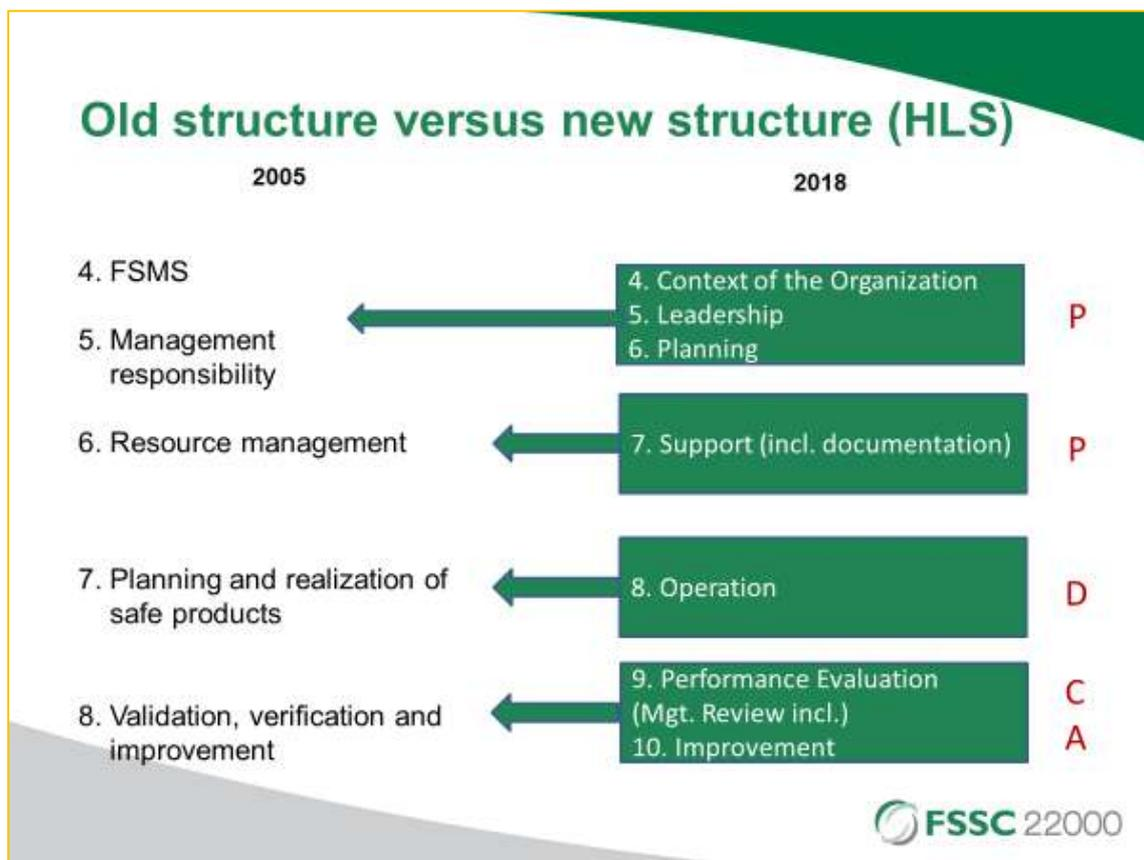 Old structure versus new structure (HLS)
2005
2018
4. FSMS
5. Management
responsibility
6. Resource management
7. Planning and realization of
safe products
8. Validation, verification and
improvement
4. Context of the Organization
5. Leadership
6. Planning
P
7. Support (incl. documentation)
P
8. Operation
D
9. Performance Evaluation
(Mgt. Review incl.)
10. Improvement
C
A
FSSC 22000